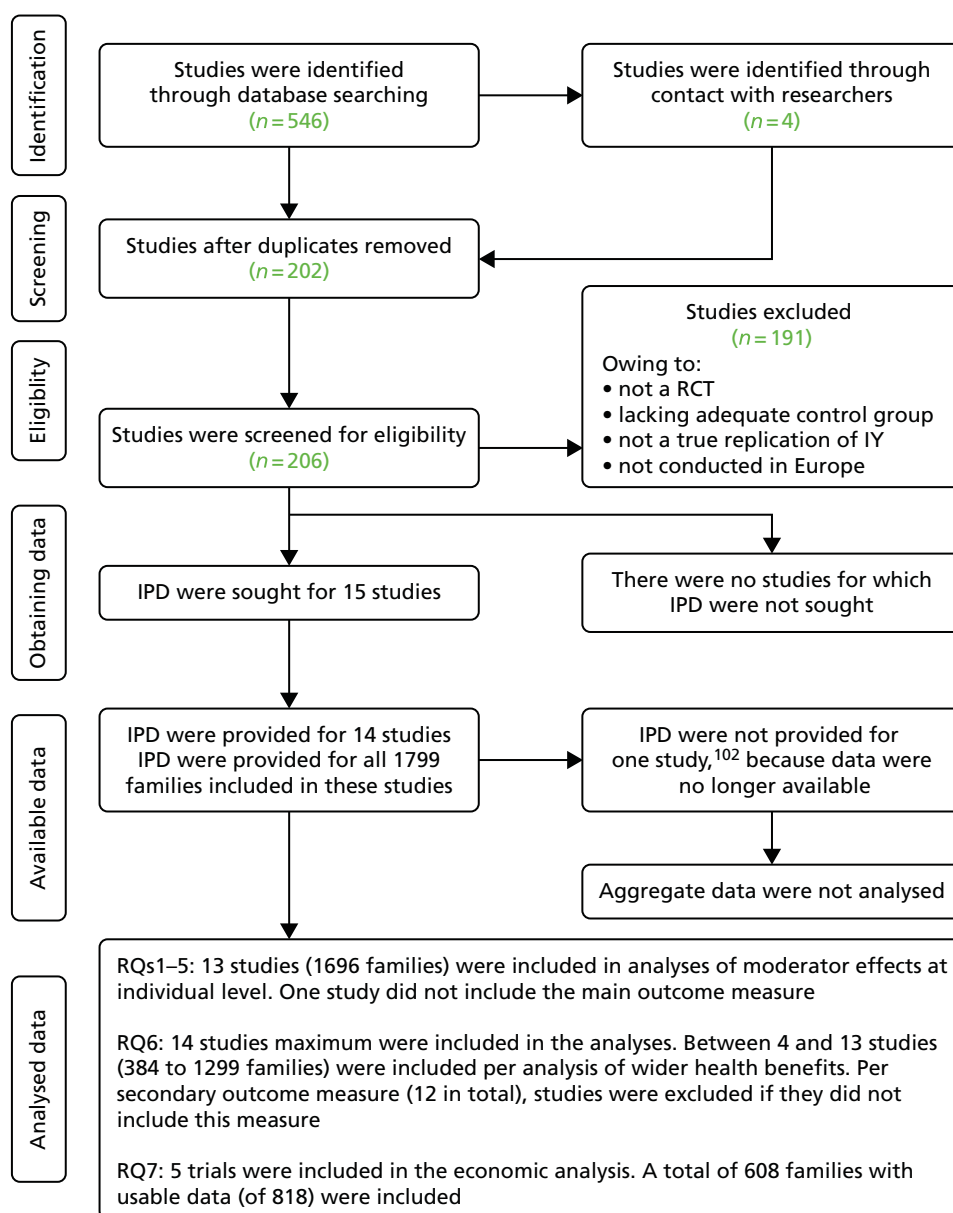 Identification
Studies were identified
through database searching
(n=546)
Studies were identified through
contact with researchers
(n=4)
Screening
Studies after duplicates removed
(n=202)
Eligiblity
Studies were screened for eligibility
(n=206)
Studies excluded
(n=191)
Owing to:
• not a RCT
• lacking adequate control group
• not a true replication of IY
• not conducted in Europe
Obtaining data
IPD were sought for 15 studies
There were no studies for which
IPD were not sought
Available data
IPD were provided for 14 studies
IPD were provided for all 1799
families included in these studies
IPD were not provided for
one study,102 because data were
no longer available
Aggregate data were not analysed
Analysed data
RQs1–5: 13 studies (1696 families) were included in analyses of moderator effects at
individual level. One study did not include the main outcome measure
RQ6: 14 studies maximum were included in the analyses. Between 4 and 13 studies
(384 to 1299 families) were included per analysis of wider health benefits. Per
secondary outcome measure (12 in total), studies were excluded if they did not
include this measure
RQ7: 5 trials were included in the economic analysis. A total of 608 families with
usable data (of 818) were included